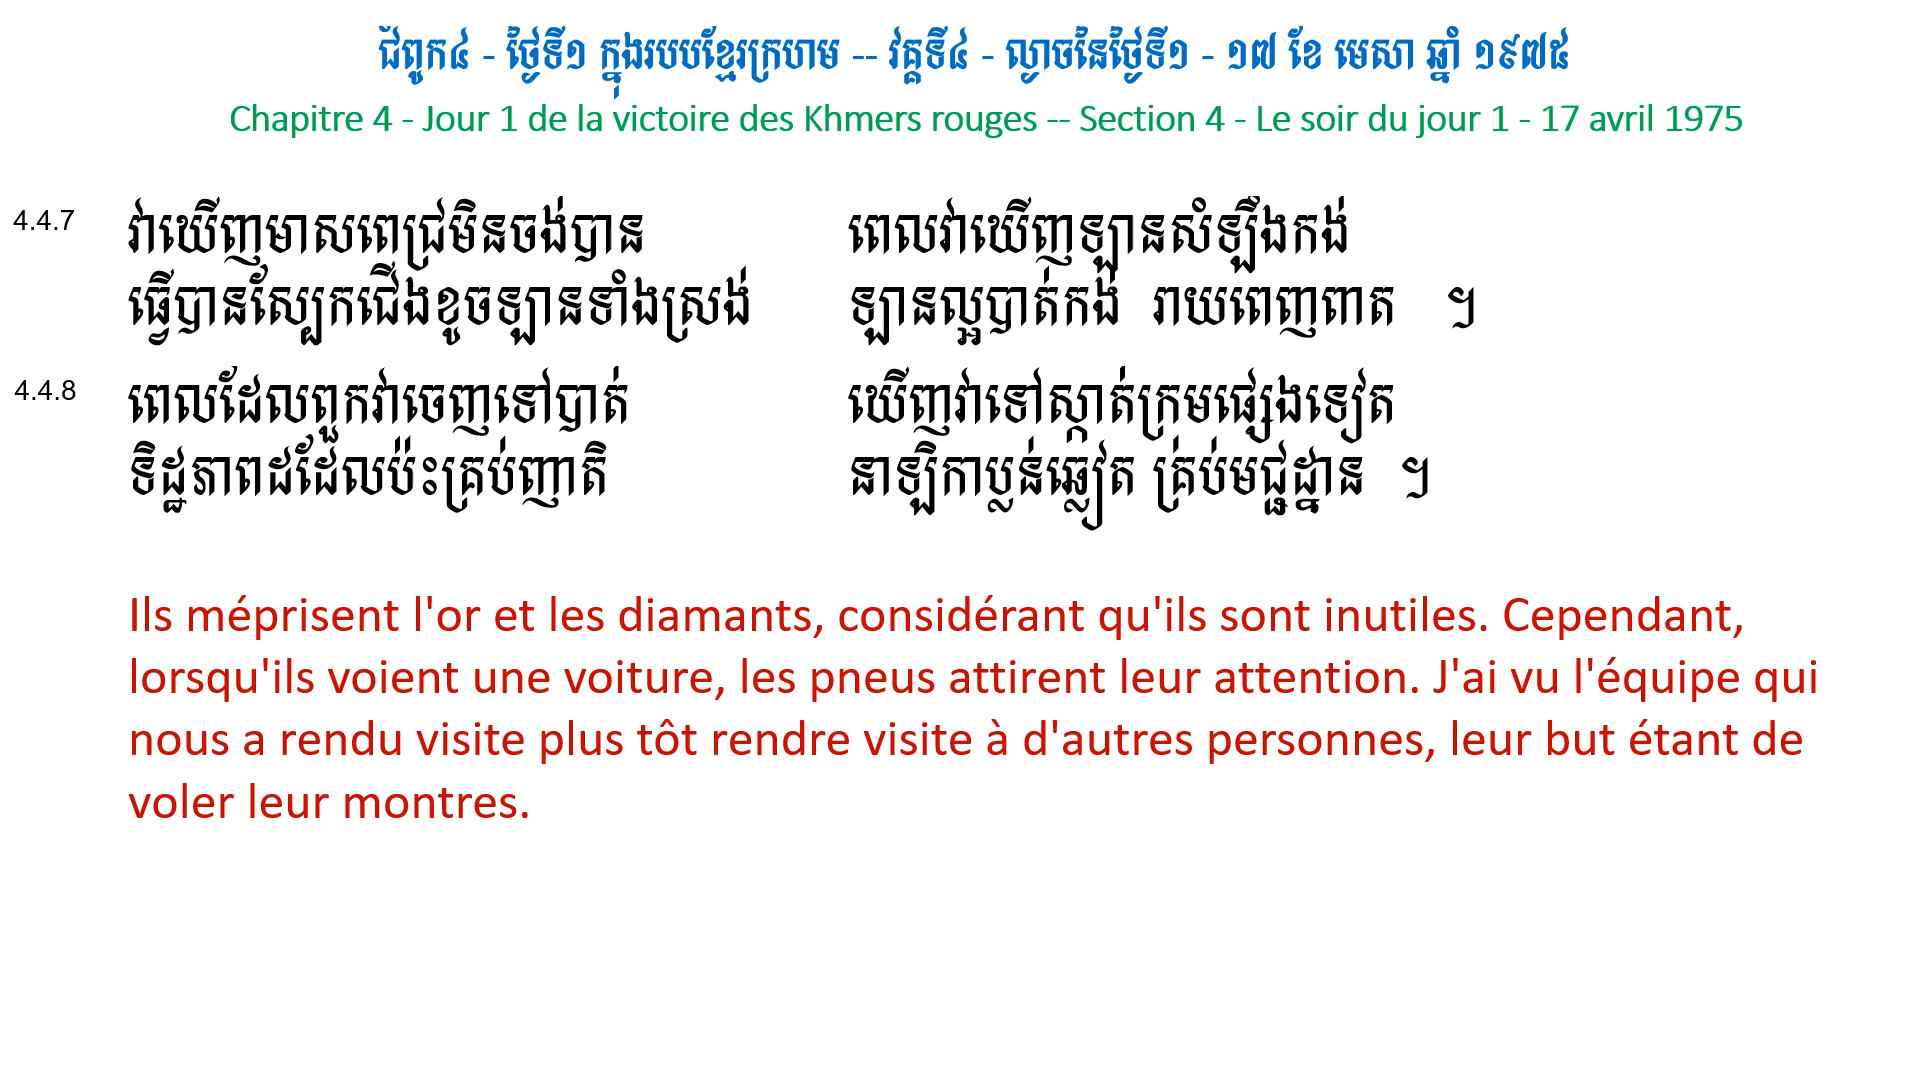 ជំពូក៤ - ថ្ងៃទី១ ក្នុងរបបខ្មែរក្រហម -- វគ្គទី៤ - ល្ងាចនៃថ្ងៃទី១ - ១៧ ខែ មេសា ឆ្នាំ ១៩៧៥
Chapitre 4 - Jour 1 de la victoire des Khmers rouges -- Section 4 - Le soir du jour 1 - 17 avril 1975
4.4.7 វាឃើញមាសពេជ្រមិនចង់បាន ពេលវាឃើញឡានសំឡឹងកង់
ធ្វើបានស្បែកជើងខូចឡានទាំងស្រង់ ឡានល្អបាត់កង់ រាយពេញពាត ។
4.4.8 ពេលដែលពួកវាចេញទៅបាត់ ឃើញវាទៅស្កាត់ក្រុមផ្សេងទៀត
ទិដ្ឋភាពដដែលប៉ះគ្រប់ញាតិ នាឡិកាប្លន់ឆ្លៀត គ្រប់មជ្ឈដ្ឋាន ។
Ils méprisent l'or et les diamants, considérant qu'ils sont inutiles. Cependant,
lorsqu'ils voient une voiture, les pneus attirent leur attention. J'ai vu l'équipe qui
nous a rendu visite plus tôt rendre visite à d'autres personnes, leur but étant de
voler leur montres.